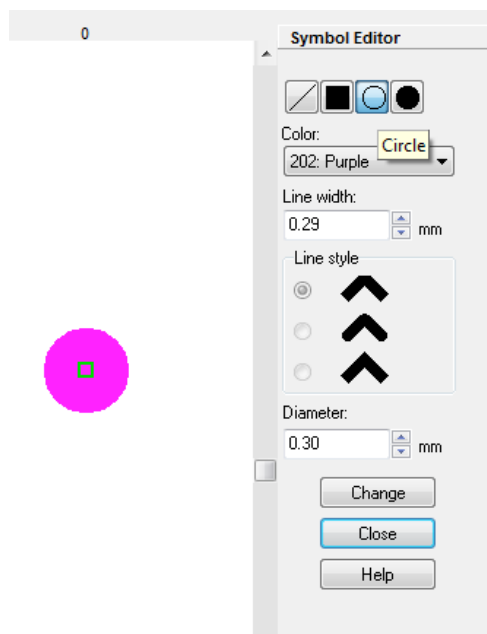 0
Symbol Editor
Color:
Circle
202: Purple
Line width:
0.29 mm
Line style
Diameter:
0.30 mm
Change
Close
Help